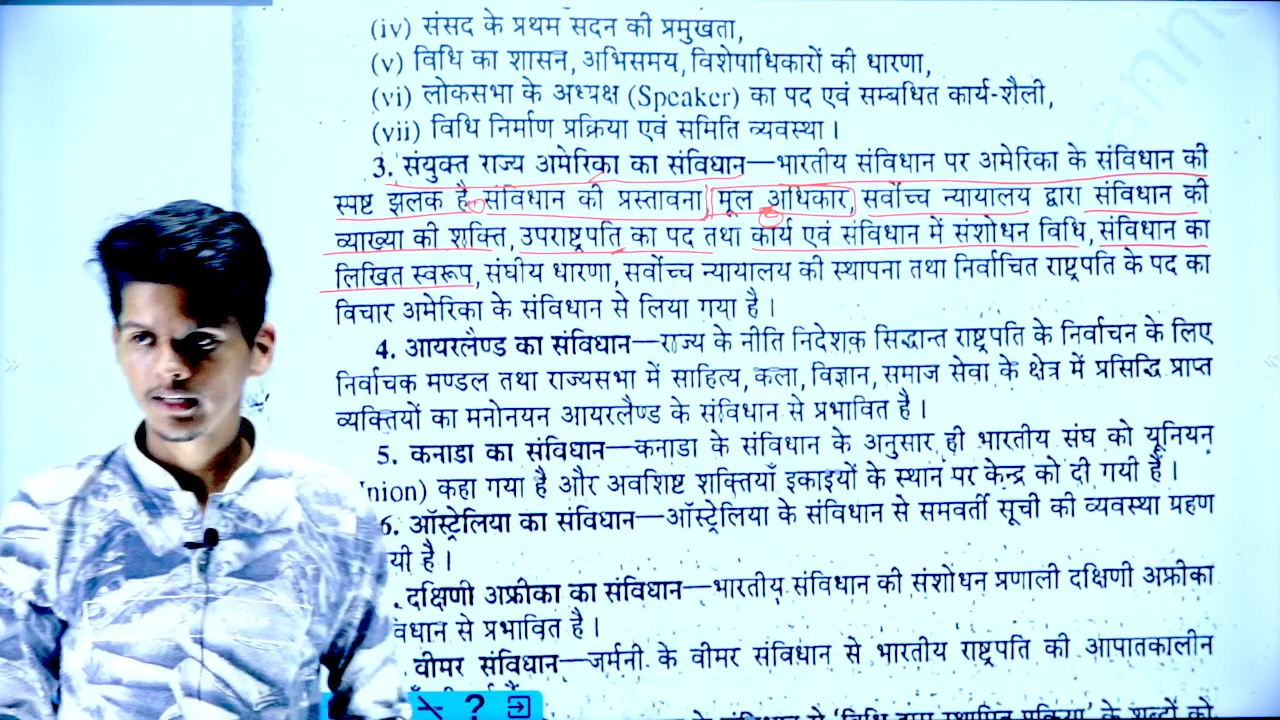 (iv) संसद के प्रथम सदन की प्रमुखता,
(v) विधि का शासन, अभिसमय, विशेषाधिकारों की धारणा,
(vi) लोकसभा के अध्यक्ष (Speaker) का पद एवं सम्बधित कार्य-शैली,
(vii) विधि निर्माण प्रक्रिया एवं समिति व्यवस्था।
3. संयुक्त राज्य अमेरिका का संविधान—भारतीय संविधान पर अमेरिका के संविधान की
स्पष्ट झलक है संविधान की प्रस्तावना मूल अधिकार, सर्वोच्च न्यायालय द्वारा संविधान की
व्याख्या की शक्ति, उपराष्ट्रपति का पद तथा कार्य एवं संविधान में संशोधन विधि, संविधान का
लिखित स्वरूप, संघीय धारणा, सर्वोच्च न्यायालय की स्थापना तथा निर्वाचित राष्ट्रपति के पद का
विचार अमेरिका के संविधान से लिया गया है।
4. आयरलैण्ड का संविधान—राज्य के नीति निदेशक सिद्धान्त राष्ट्रपति के निर्वाचन के लिए
निर्वाचक मण्डल तथा राज्यसभा में साहित्य, कला, विज्ञान, समाज सेवा के क्षेत्र में प्रसिद्धि प्राप्त
व्यक्तियों का मनोनयन आयरलैण्ड के संविधान से प्रभावित है।
5. कनाडा का संविधान—कनाडा के संविधान के अनुसार ही भारतीय संघ को यूनियन
nion) कहा गया है और अवशिष्ट शक्तियाँ इकाइयों के स्थान पर केन्द्र को दी गयी हैं।
6. ऑस्ट्रेलिया का संविधान—ऑस्ट्रेलिया के संविधान से समवर्ती सूची की व्यवस्था ग्रहण
यी है।
. दक्षिणी अफ्रीका का संविधान—भारतीय संविधान की संशोधन प्रणाली दक्षिणी अफ्रीका
वधान से प्रभावित है।
. वीमर संविधान—जर्मनी के वीमर संविधान से भारतीय राष्ट्रपति की आपातकालीन